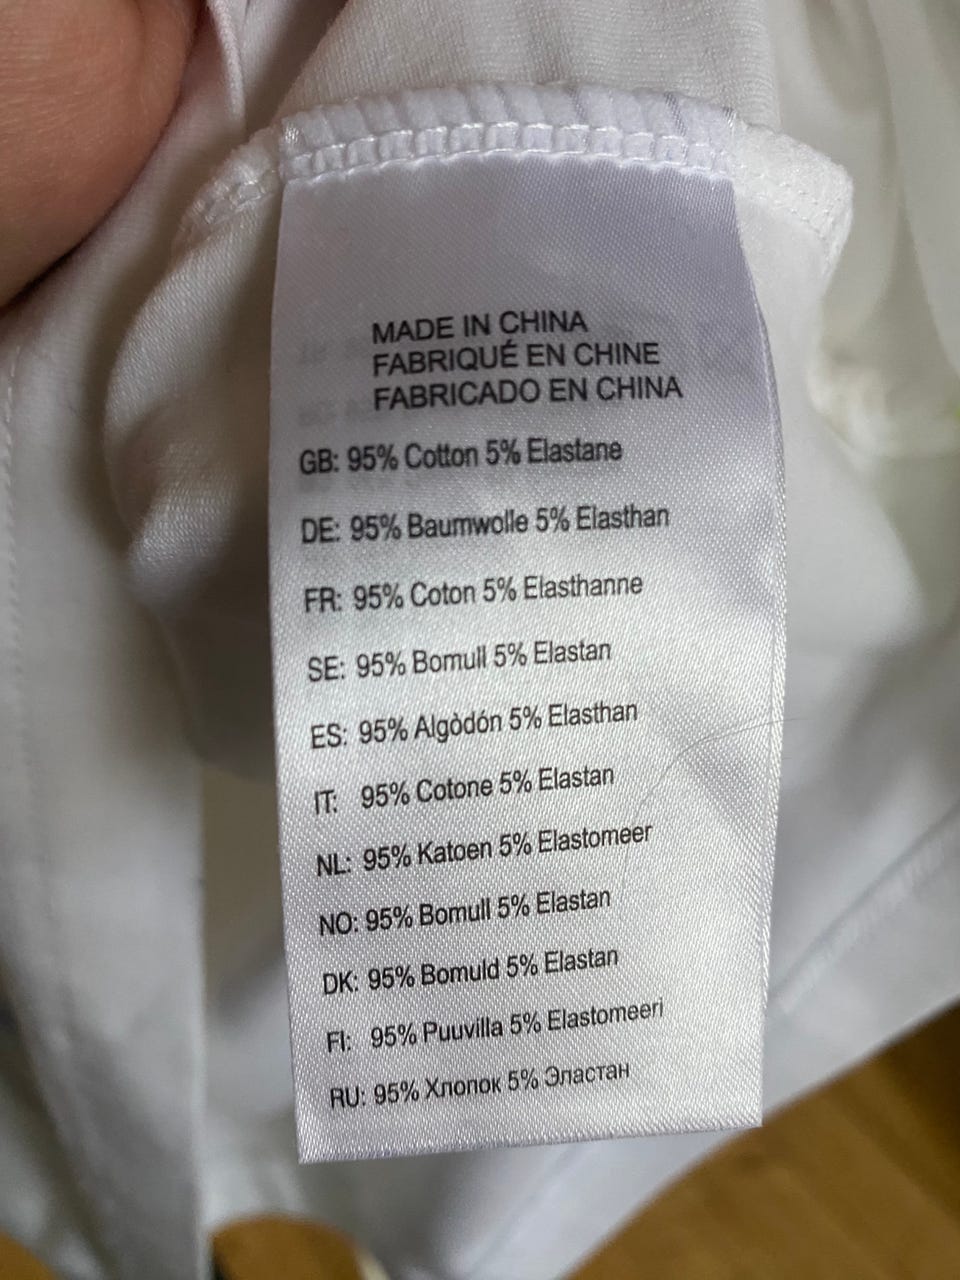 MADE IN CHINA
FABRIQUÉ EN CHINE
FABRICADO EN CHINA
GB: 95% Cotton 5% Elastane
DE: 95% Baumwolle 5% Elasthan
FR: 95% Coton 5% Elasthanne
SE: 95% Bomull 5% Elastan
ES: 95% Algòdón 5% Elasthan
IT: 95% Cotone 5% Elastan
NL: 95% Katoen 5% Elastomeer
NO: 95% Bomull 5% Elastan
DK: 95% Bomuld 5% Elastan
FI: 95% Puuvilla 5% Elastomeeri
RU: 95% Хлопок 5% Эластан